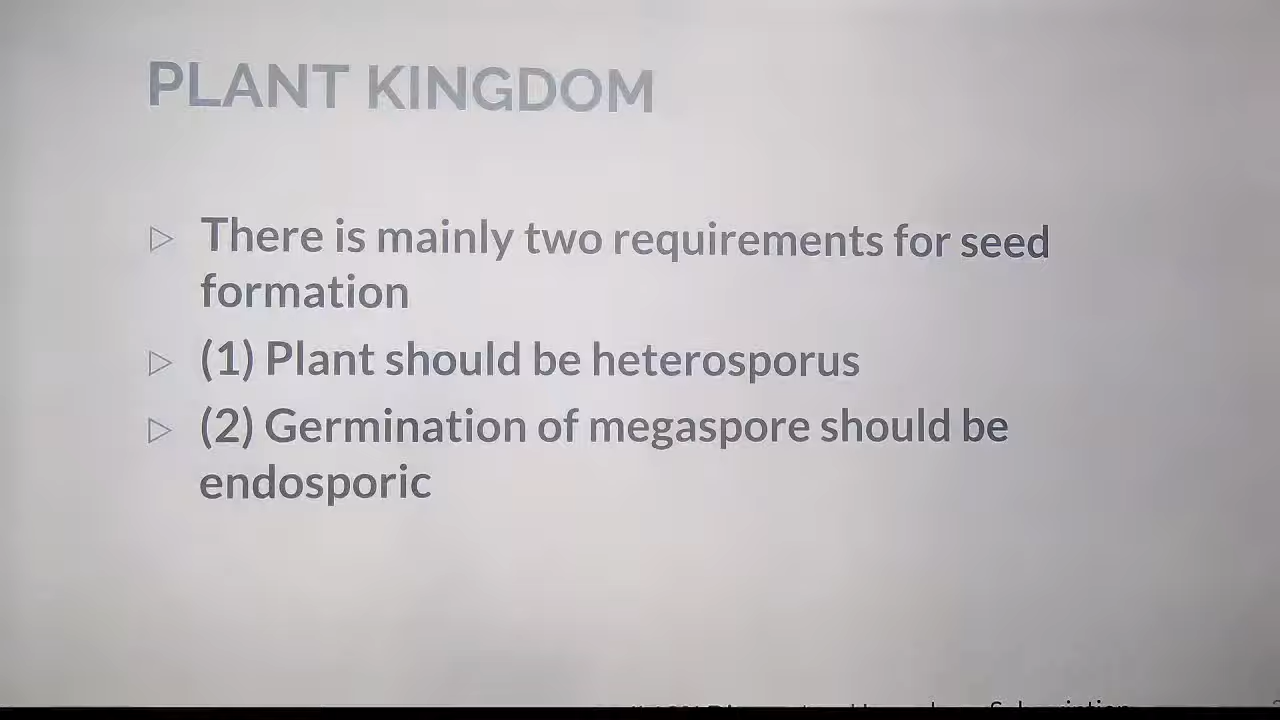 PLANT KINGDOM
▷ There is mainly two requirements for seed
formation
▷ (1) Plant should be heterosporus
▷ (2) Germination of megaspore should be
endosporic